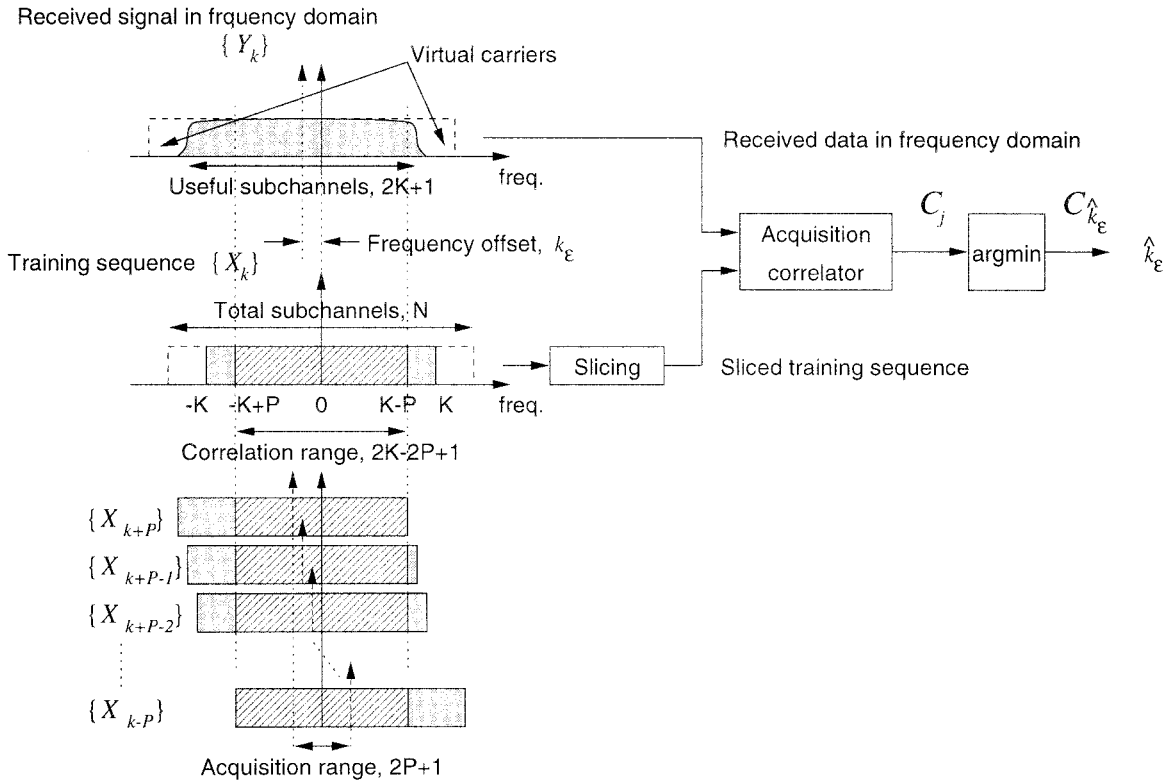 Received signal in frquency domain
{ Y_k }
Virtual carriers
Received data in frequency domain
freq.
Useful subchannels, 2K+1
C_j
C_{\hat{k}_ε}
Acquisition
correlator
argmin
\hat{k}_ε
Frequency offset, k_ε
Training sequence { X_k }
Total subchannels, N
Slicing
Sliced training sequence
-K -K+P 0 K-P K freq.
Correlation range, 2K-2P+1
{ X_{k+P} }
{ X_{k+P-1} }
{ X_{k+P-2} }
{ X_{k-P} }
Acquisition range, 2P+1